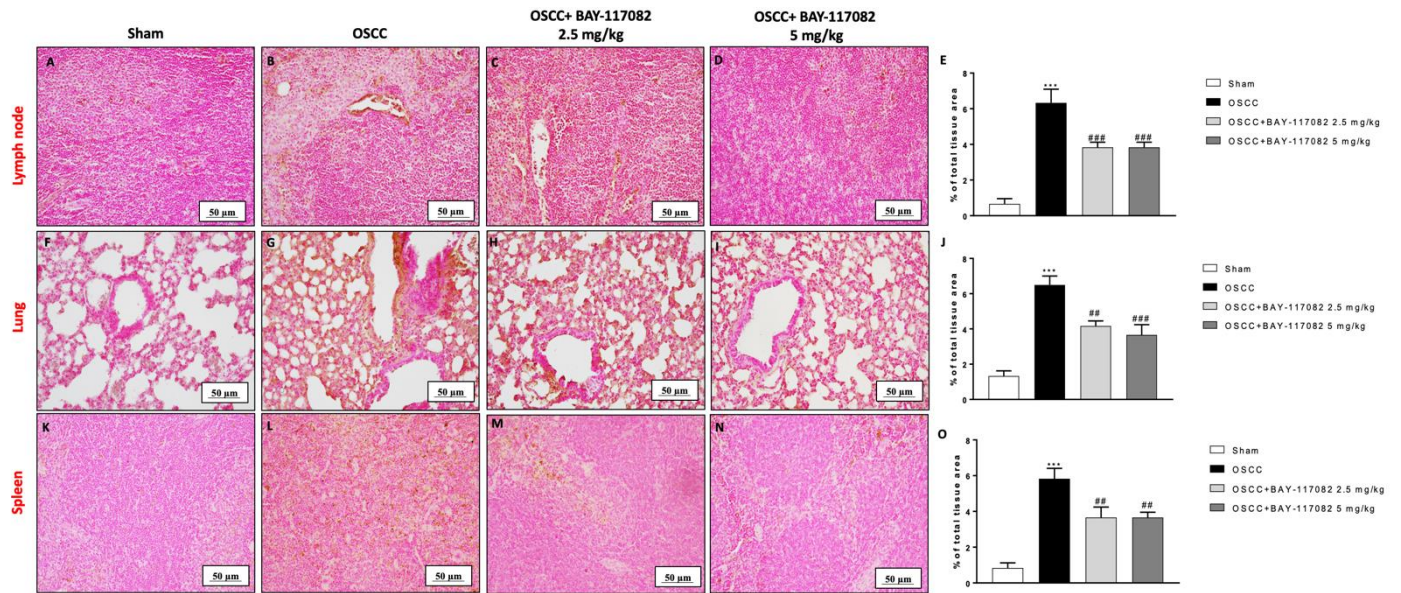 Sham
OSCC
OSCC+ BAY-117082
2.5 mg/kg
OSCC+ BAY-117082
5 mg/kg
Lymph node
A
50 µm
B
50 µm
C
50 µm
D
50 µm
E
% of total tissue area
8
6
4
2
0
***
###
###
Sham
OSCC
OSCC+BAY-117082 2.5 mg/kg
OSCC+BAY-117082 5 mg/kg
Lung
F
50 µm
G
50 µm
H
50 µm
I
50 µm
J
% of total tissue area
8
6
4
2
0
***
##
###
Sham
OSCC
OSCC+BAY-117082 2.5 mg/kg
OSCC+BAY-117082 5 mg/kg
Spleen
K
50 µm
L
50 µm
M
50 µm
N
50 µm
O
% of total tissue area
8
6
4
2
0
***
##
##
Sham
OSCC
OSCC+BAY-117082 2.5 mg/kg
OSCC+BAY-117082 5 mg/kg